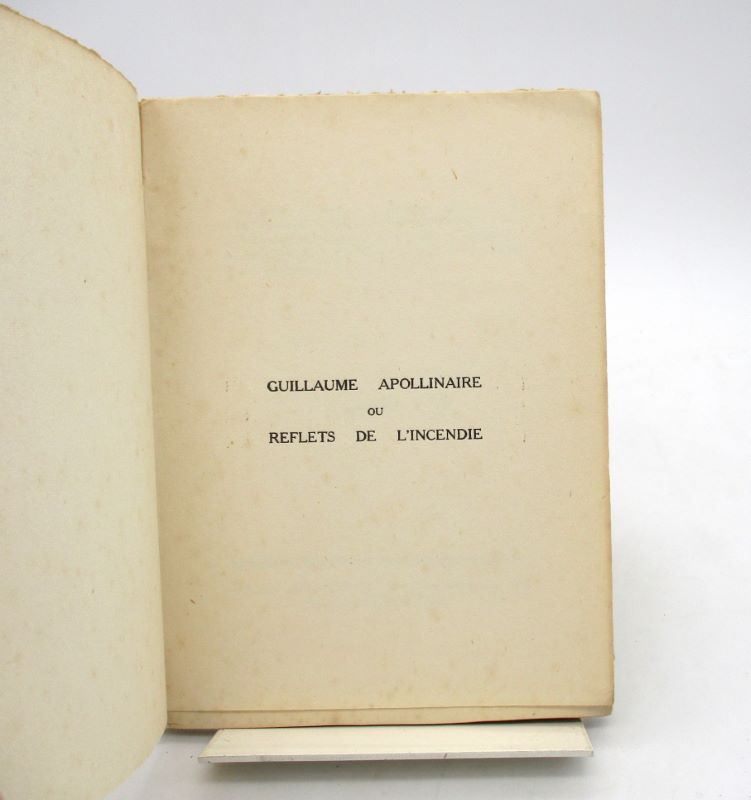 GUILLAUME APOLLINAIRE
OU
REFLETS DE L'INCENDIE